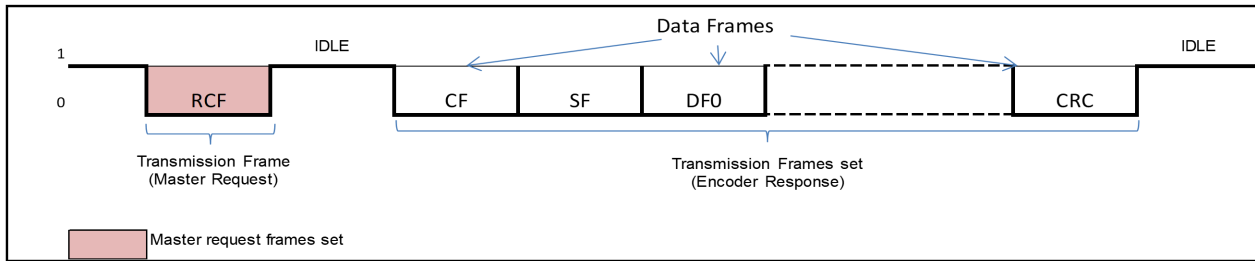 Data Frames
IDLE
IDLE
1
0
RCF
CF
SF
DF0
CRC
Transmission Frame
(Master Request)
Transmission Frames set
(Encoder Response)
Master request frames set